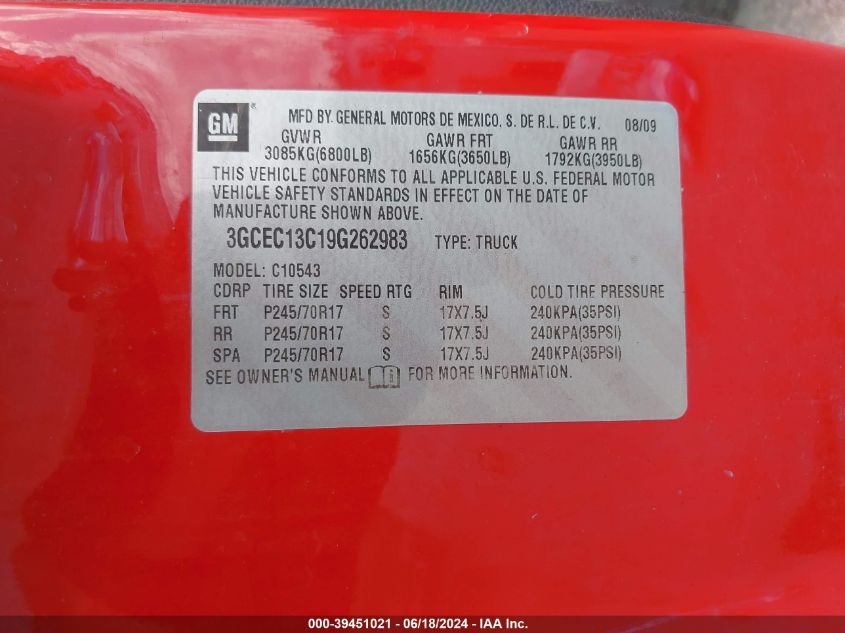 GM ® MFD BY GENERAL MOTORS DE MEXICO, S. DE R.L. DE C.V. 08/09
GVWR GAWR FRT GAWR RR
3085KG(6800LB) 1656KG(3650LB) 1792KG(3950LB)
THIS VEHICLE CONFORMS TO ALL APPLICABLE U.S. FEDERAL MOTOR
VEHICLE SAFETY STANDARDS IN EFFECT ON THE DATE OF
MANUFACTURE SHOWN ABOVE.
3GCEC13C19G262983 TYPE: TRUCK
MODEL: C10543
CDRP TIRE SIZE SPEED RTG RIM COLD TIRE PRESSURE
FRT P245/70R17 S 17X7.5J 240KPA(35PSI)
RR P245/70R17 S 17X7.5J 240KPA(35PSI)
SPA P245/70R17 S 17X7.5J 240KPA(35PSI)
SEE OWNER'S MANUAL i FOR MORE INFORMATION.
000-39451021 - 06/18/2024 - IAA Inc.